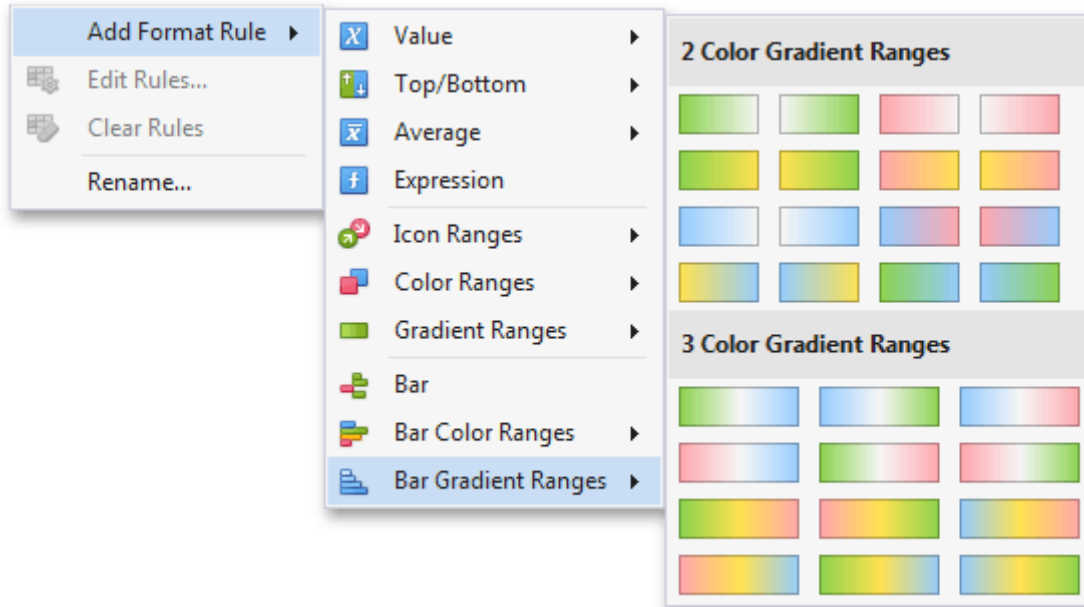 Add Format Rule
Edit Rules...
Clear Rules
Rename...
Value
Top/Bottom
Average
Expression
Icon Ranges
Color Ranges
Gradient Ranges
Bar
Bar Color Ranges
Bar Gradient Ranges
2 Color Gradient Ranges
3 Color Gradient Ranges